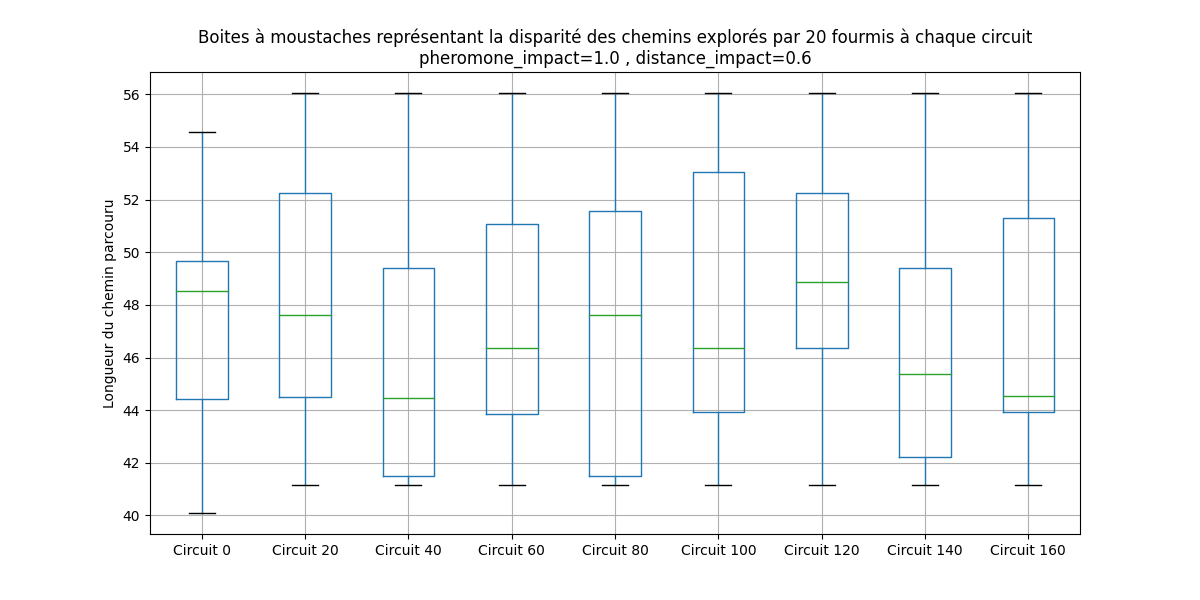 Boites à moustaches représentant la disparité des chemins explorés par 20 fourmis à chaque circuit
pheromone_impact=1.0 , distance_impact=0.6
Longueur du chemin parcouru
56
54
52
50
48
46
44
42
40
Circuit 0 Circuit 20 Circuit 40 Circuit 60 Circuit 80 Circuit 100 Circuit 120 Circuit 140 Circuit 160